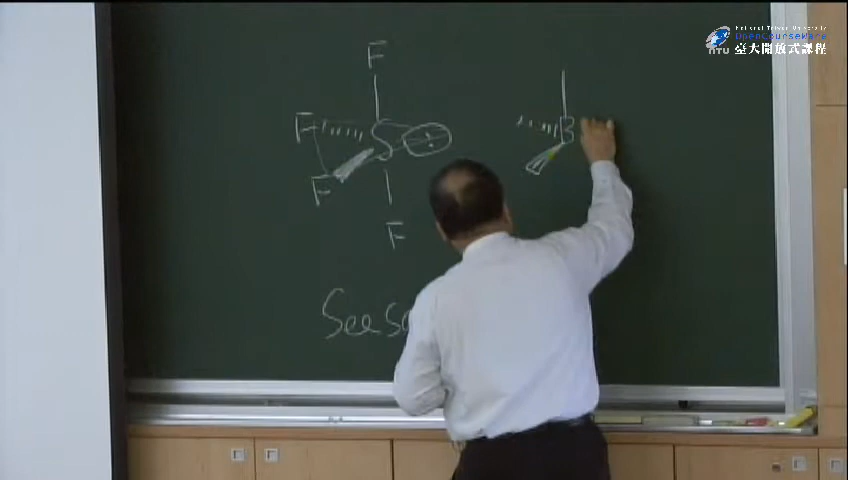 National Taiwan University
OpenCourseWare
NTU 臺大開放式課程
F
F S B
F
F
See